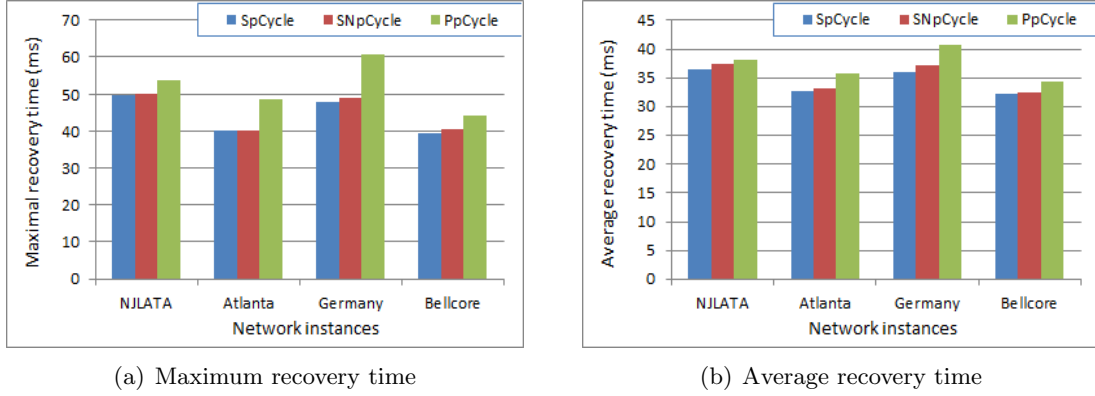 SpCycle SNpCycle PpCycle
Maximal recovery time (ms)
70
60
50
40
30
20
10
0
NJLATA Atlanta Germany Bellcore
Network instances
(a) Maximum recovery time
SpCycle SNpCycle PpCycle
Average recovery time (ms)
45
40
35
30
25
20
15
10
5
0
NJLATA Atlanta Germany Bellcore
Network instances
(b) Average recovery time